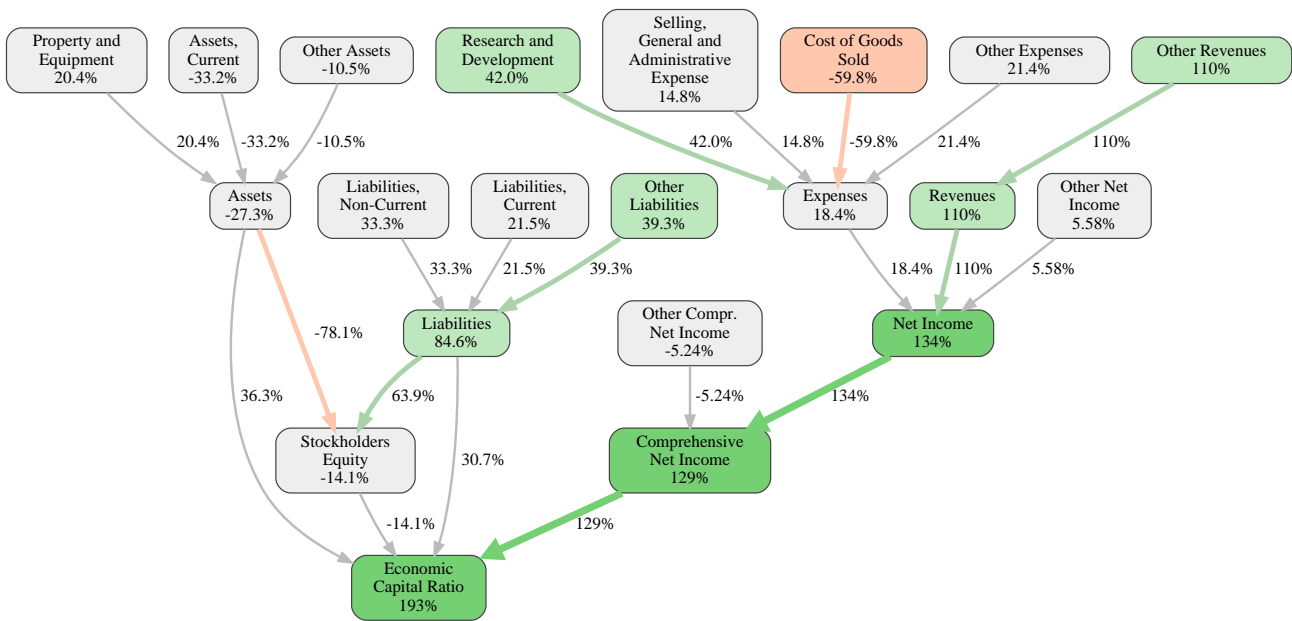 Property and
Equipment
20.4%
Assets,
Current
-33.2%
Other Assets
-10.5%
Research and
Development
42.0%
Selling,
General and
Administrative
Expense
14.8%
Cost of Goods
Sold
-59.8%
Other Expenses
21.4%
Other Revenues
110%
20.4%
-33.2%
-10.5%
42.0%
14.8%
-59.8%
21.4%
110%
Assets
-27.3%
Liabilities,
Non-Current
33.3%
Liabilities,
Current
21.5%
Other
Liabilities
39.3%
Expenses
18.4%
Revenues
110%
Other Net
Income
5.58%
33.3%
21.5%
39.3%
18.4%
110%
5.58%
-78.1%
Liabilities
84.6%
Other Compr.
Net Income
-5.24%
Net Income
134%
36.3%
63.9%
-5.24%
134%
Stockholders
Equity
-14.1%
30.7%
Comprehensive
Net Income
129%
-14.1%
129%
Economic
Capital Ratio
193%